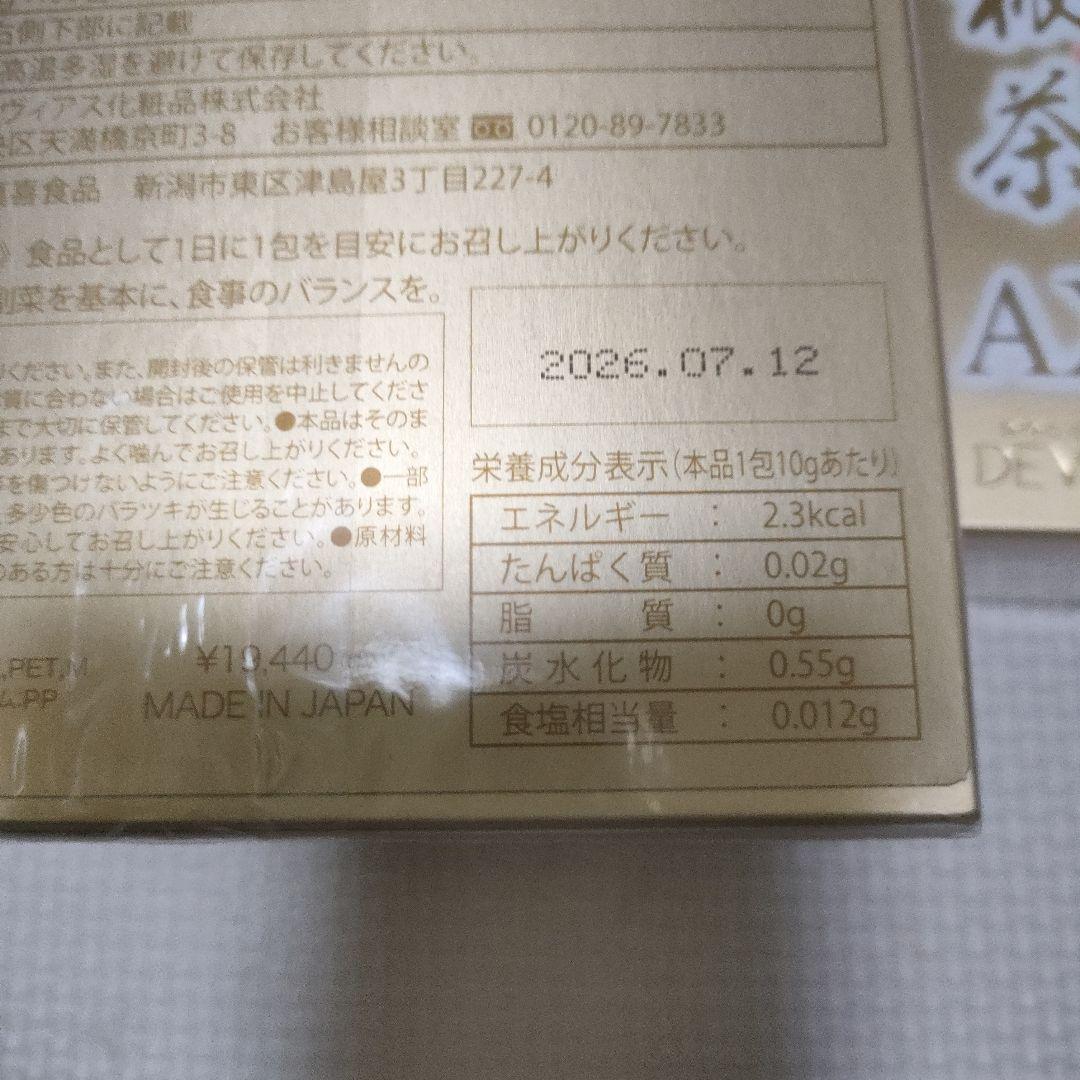 右側下部に記載
高温多湿を避けて保存してください。
ヴィアス化粧品株式会社
区天満橋京町3-8 お客様相談室 0120-89-7833
喜食品 新潟市東区津島屋3丁目227-4
食品として1日に1包を目安にお召し上がりください。
副菜を基本に、食事のバランスを。
ください。また、開封後の保管は利きませんの
質に合わない場合はご使用を中止してくださ
まで大切に保管してください。●本品はそのま
あります。よく噛んでお召し上がりください。
を傷つけないようにご注意ください。●一部
多少色のバラツキが生じることがあります。
安心してお召し上がりください。●原材料
のある方は十分にご注意ください。
2026.07.12
栄養成分表示(本品1包10gあたり)
エネルギー : 2.3kcal
たんぱく質 : 0.02g
脂質 : 0g
炭水化物 : 0.55g
食塩相当量 : 0.012g
PET,M
ム:PP
¥19,440
MADE IN JAPAN
茶
A
DE V